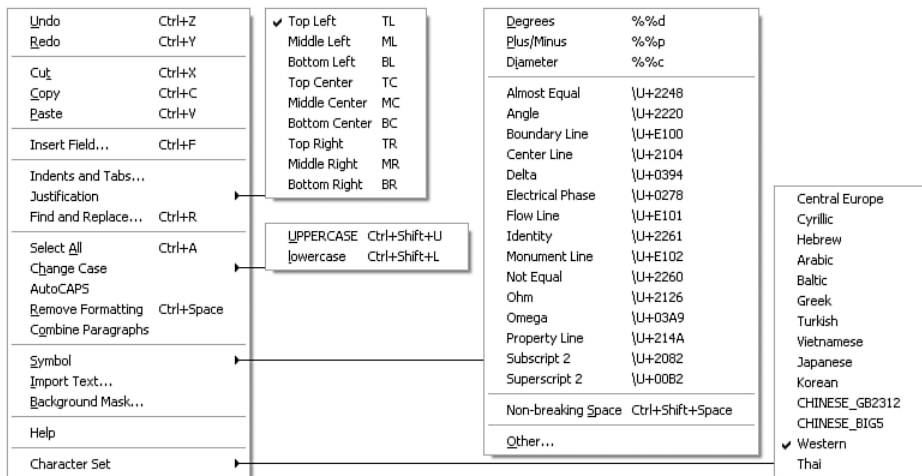 Undo Ctrl+Z
Redo Ctrl+Y
Cut Ctrl+X
Copy Ctrl+C
Paste Ctrl+V
Insert Field... Ctrl+F
Indents and Tabs...
Justification
Find and Replace... Ctrl+R
Select All Ctrl+A
Change Case
AutoCAPS
Remove Formatting Ctrl+Space
Combine Paragraphs
Symbol
Import Text...
Background Mask...
Help
Character Set
Top Left TL
Middle Left ML
Bottom Left BL
Top Center TC
Middle Center MC
Bottom Center BC
Top Right TR
Middle Right MR
Bottom Right BR
UPPERCASE Ctrl+Shift+U
lowercase Ctrl+Shift+L
Degrees %%d
Plus/Minus %%p
Diameter %%c
Almost Equal \U+2248
Angle \U+2220
Boundary Line \U+E100
Center Line \U+2104
Delta \U+0394
Electrical Phase \U+0278
Flow Line \U+E101
Identity \U+2261
Monument Line \U+E102
Not Equal \U+2260
Ohm \U+2126
Omega \U+03A9
Property Line \U+214A
Subscript 2 \U+2082
Superscript 2 \U+00B2
Non-breaking Space Ctrl+Shift+Space
Other...
Central Europe
Cyrillic
Hebrew
Arabic
Baltic
Greek
Turkish
Vietnamese
Japanese
Korean
CHINESE_GB2312
CHINESE_BIG5
Western
Thai